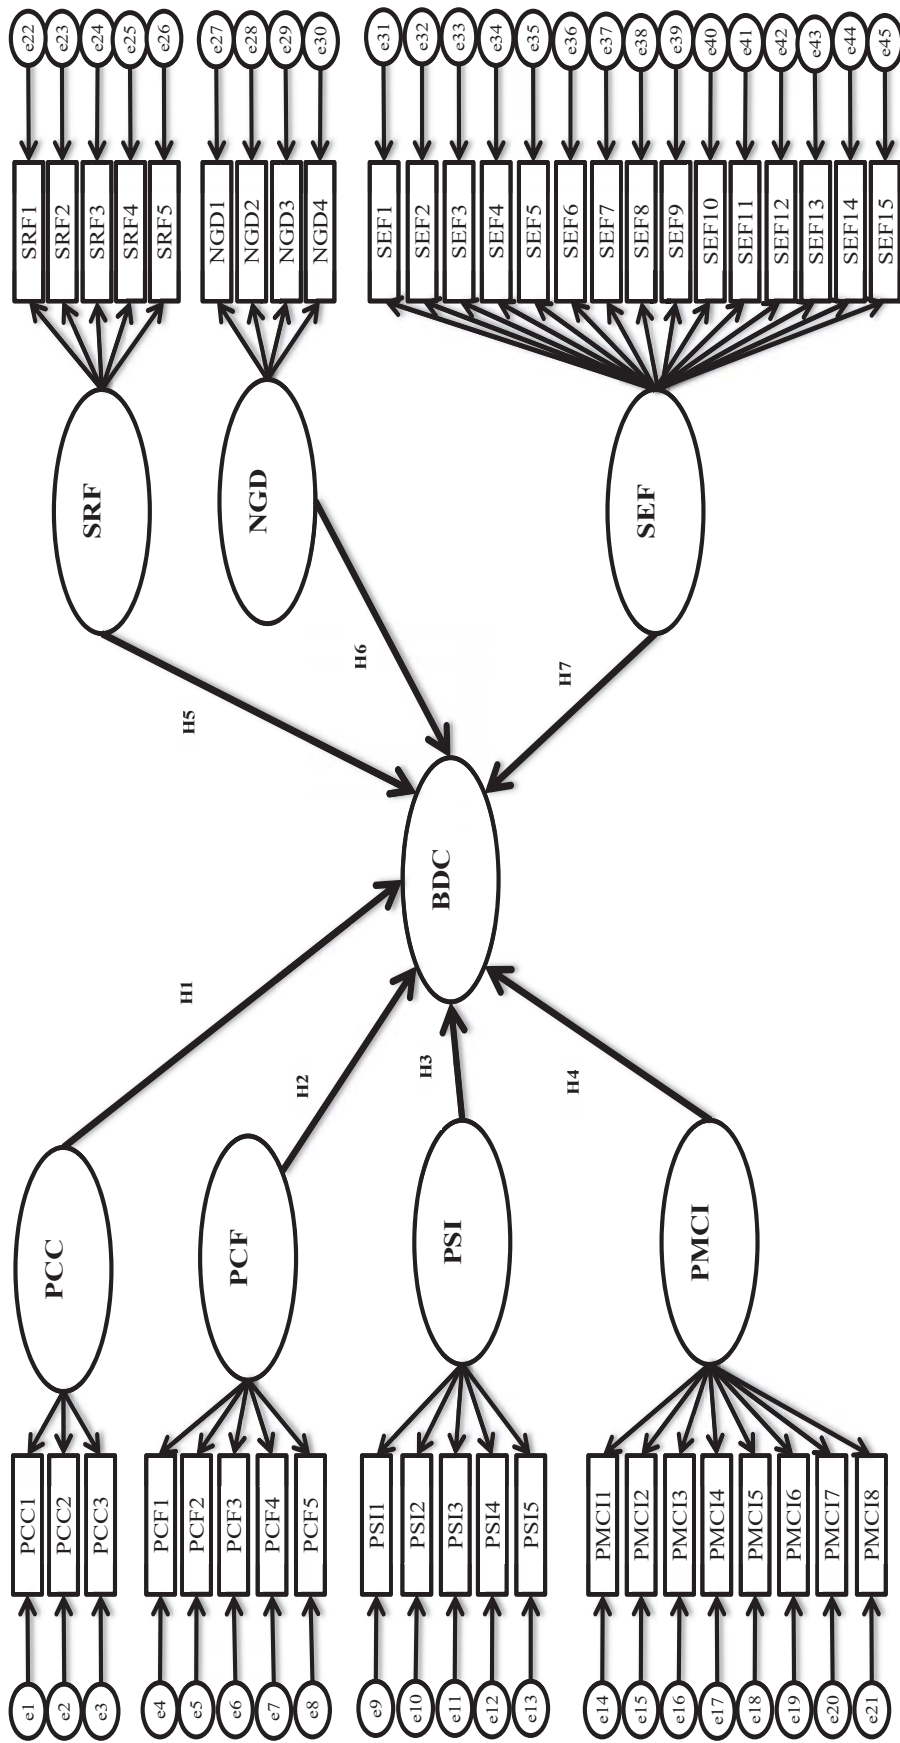 e1
PCC1
e2
PCC2
e3
PCC3
PCC
e4
PCF1
e5
PCF2
e6
PCF3
e7
PCF4
e8
PCF5
PCF
e9
PSI1
e10
PSI2
e11
PSI3
e12
PSI4
e13
PSI5
PSI
e14
PMCI1
e15
PMCI2
e16
PMCI3
e17
PMCI4
e18
PMCI5
e19
PMCI6
e20
PMCI7
e21
PMCI8
PMCI
H1
H2
H3
H4
BDC
H5
H6
H7
SRF
SRF1
e22
SRF2
e23
SRF3
e24
SRF4
e25
SRF5
e26
NGD
NGD1
e27
NGD2
e28
NGD3
e29
NGD4
e30
SEF
SEF1
e31
SEF2
e32
SEF3
e33
SEF4
e34
SEF5
e35
SEF6
e36
SEF7
e37
SEF8
e38
SEF9
e39
SEF10
e40
SEF11
e41
SEF12
e42
SEF13
e43
SEF14
e44
SEF15
e45